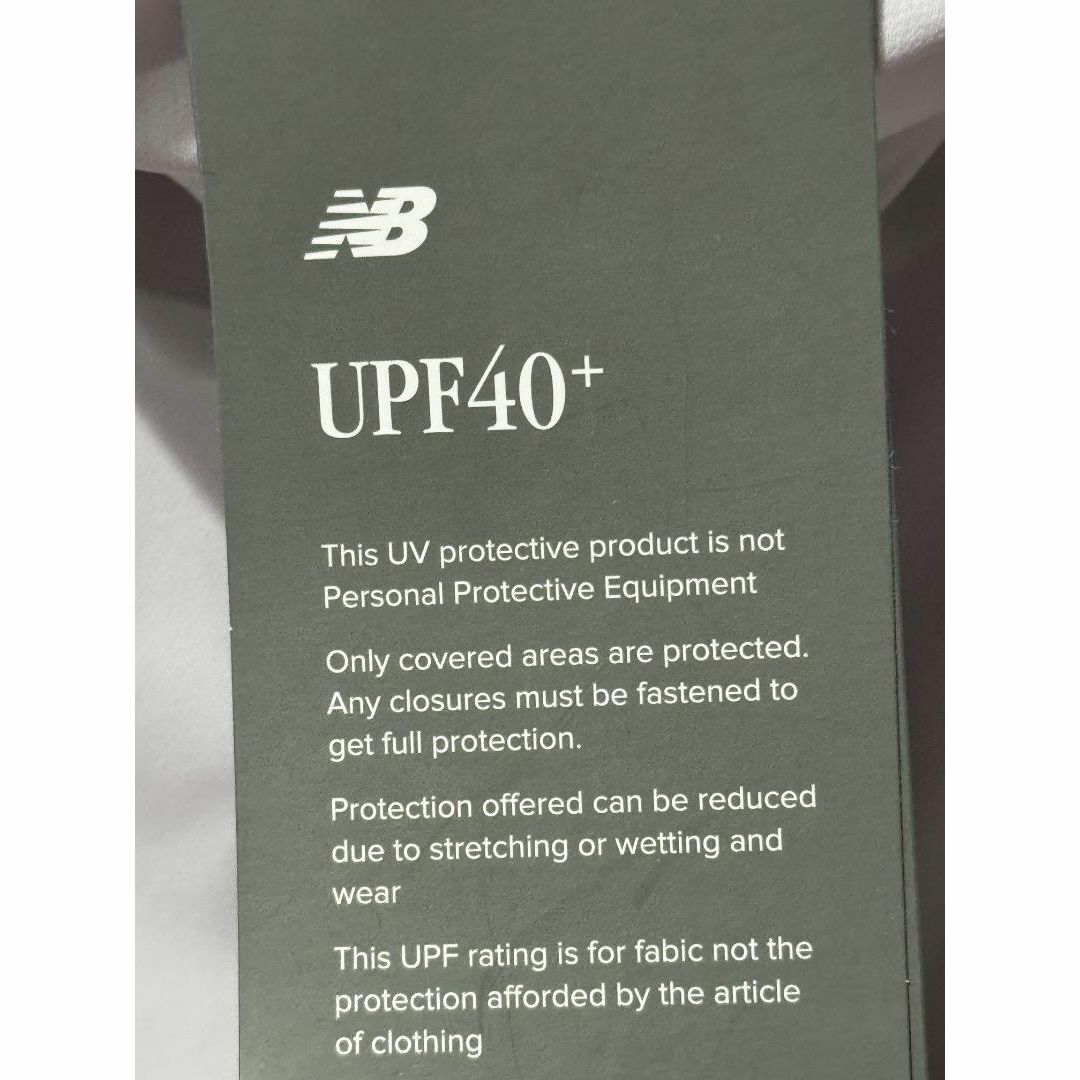 NB
UPF40+
This UV protective product is not
Personal Protective Equipment
Only covered areas are protected.
Any closures must be fastened to
get full protection.
Protection offered can be reduced
due to stretching or wetting and
wear
This UPF rating is for fabic not the
protection afforded by the article
of clothing